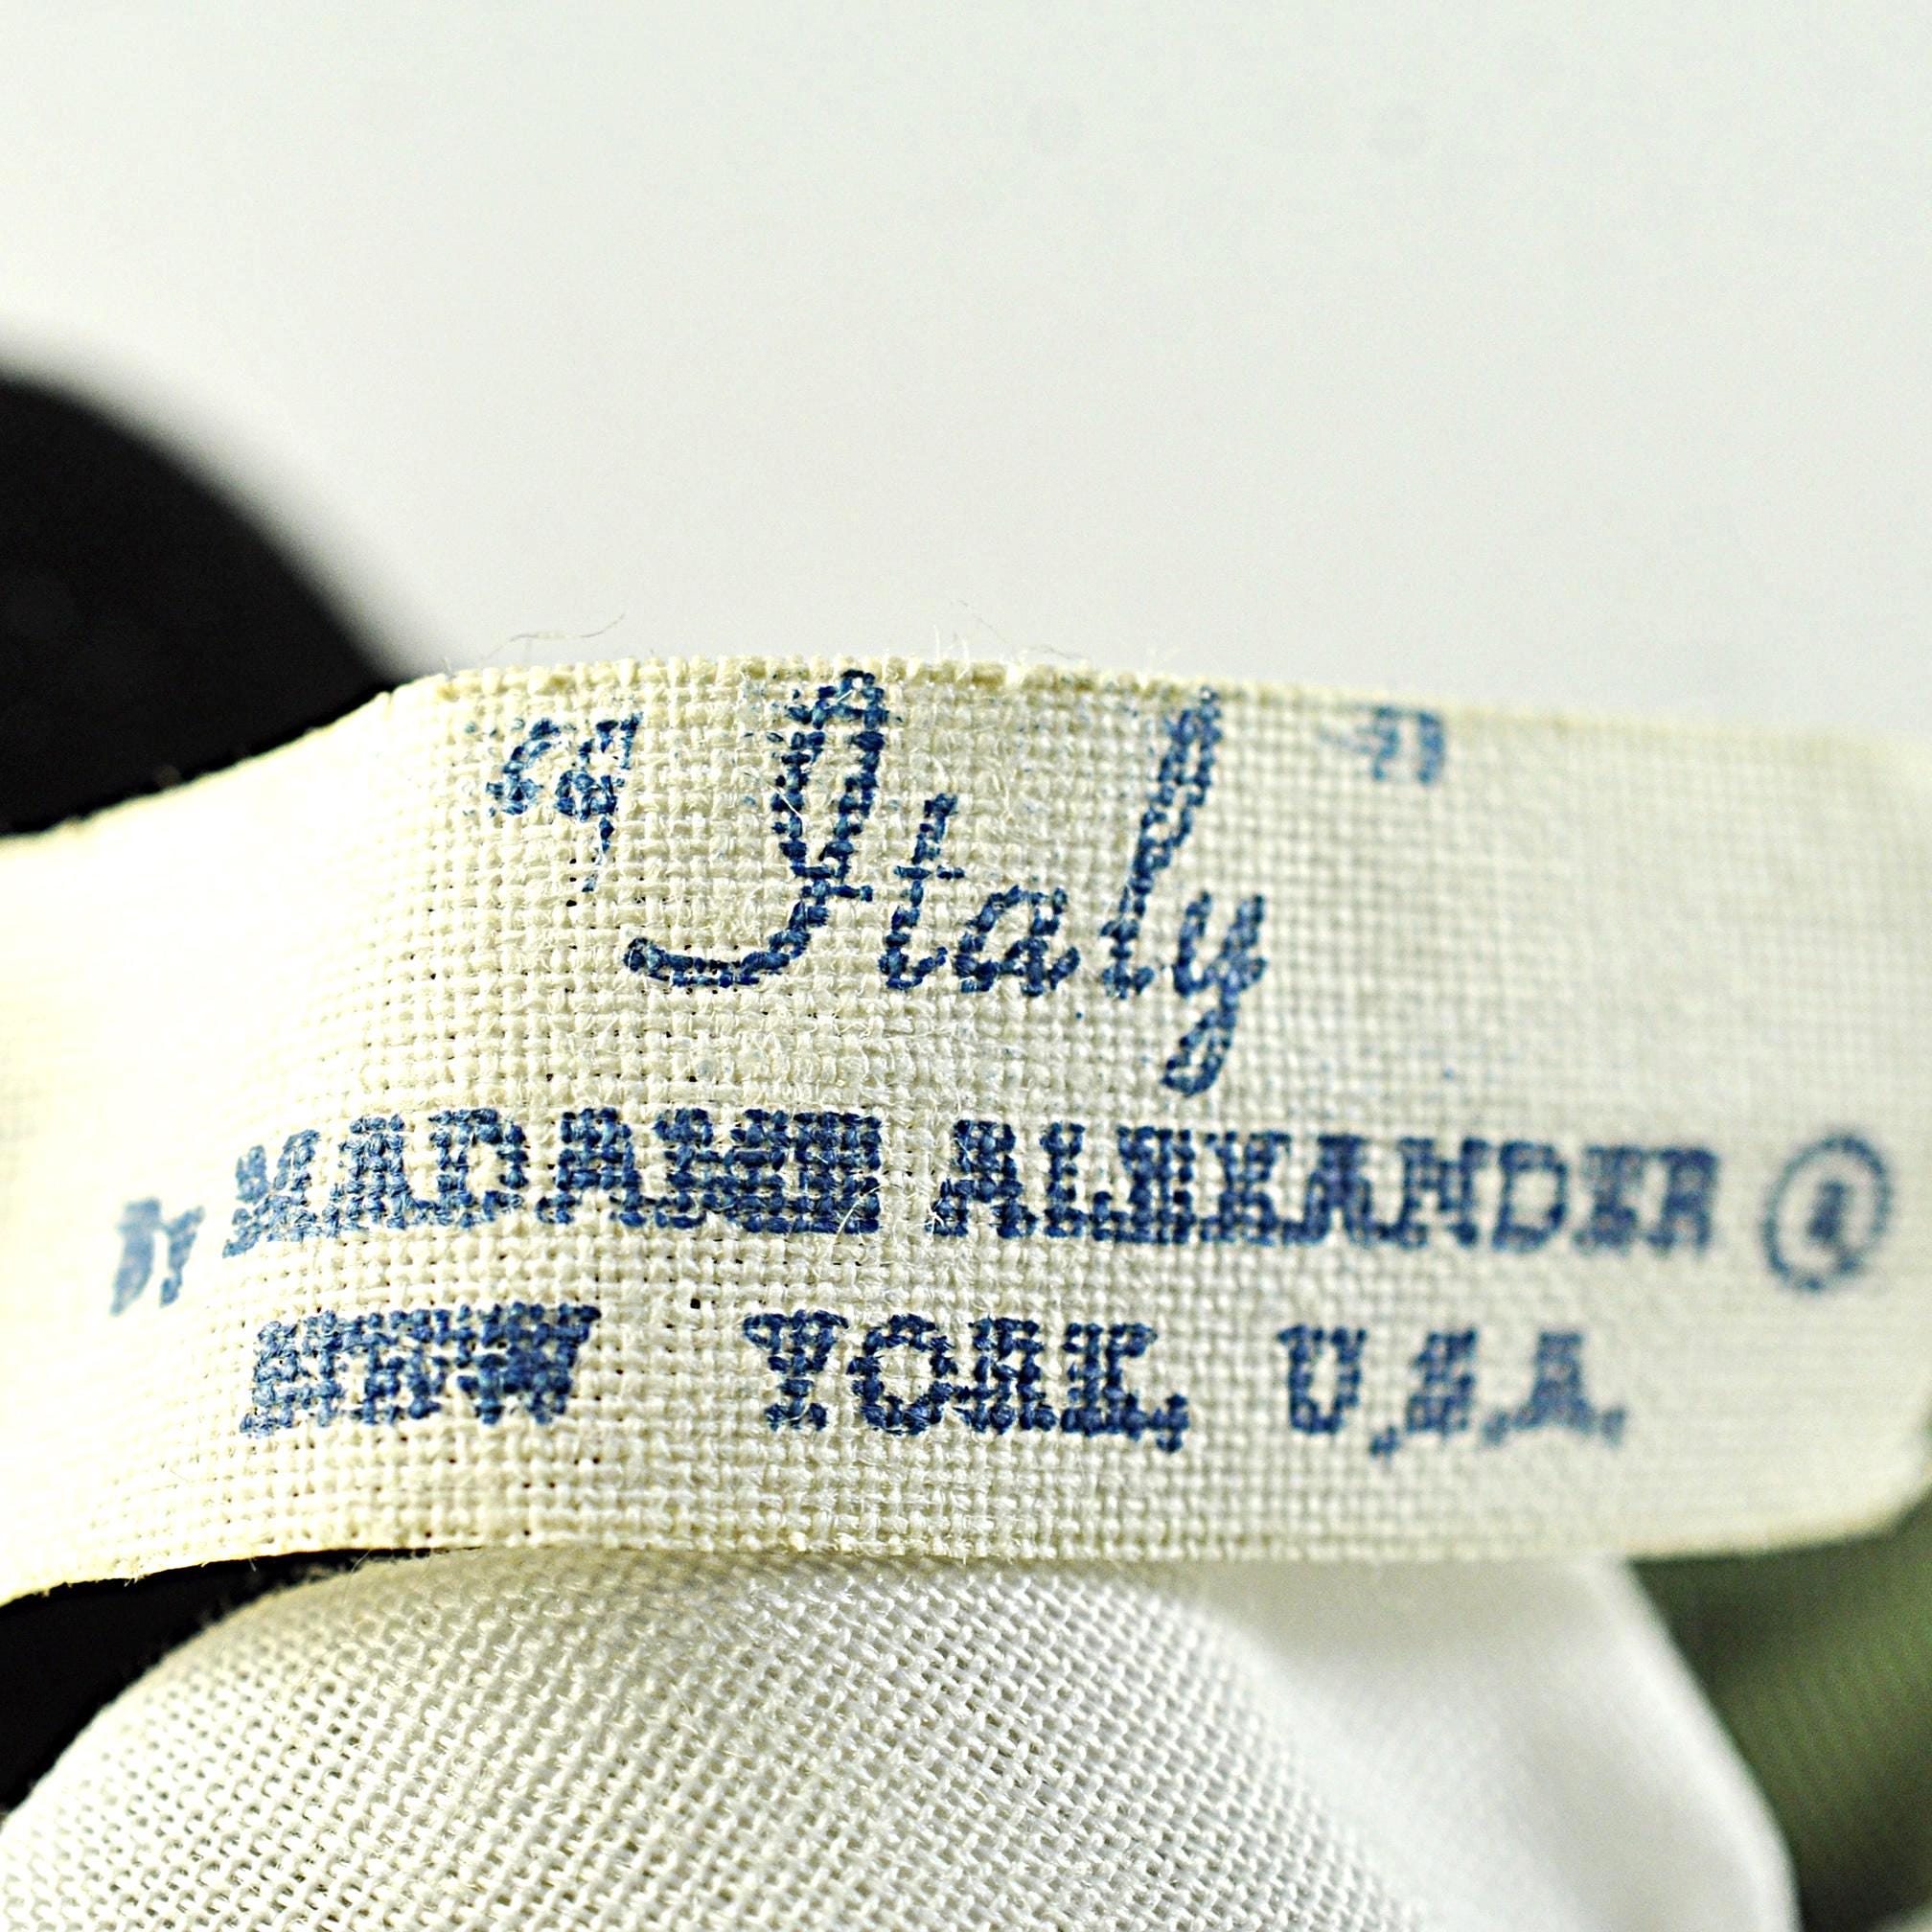 "Italy"
BY MADAME ALEXANDER ®
NEW YORK, U.S.A.